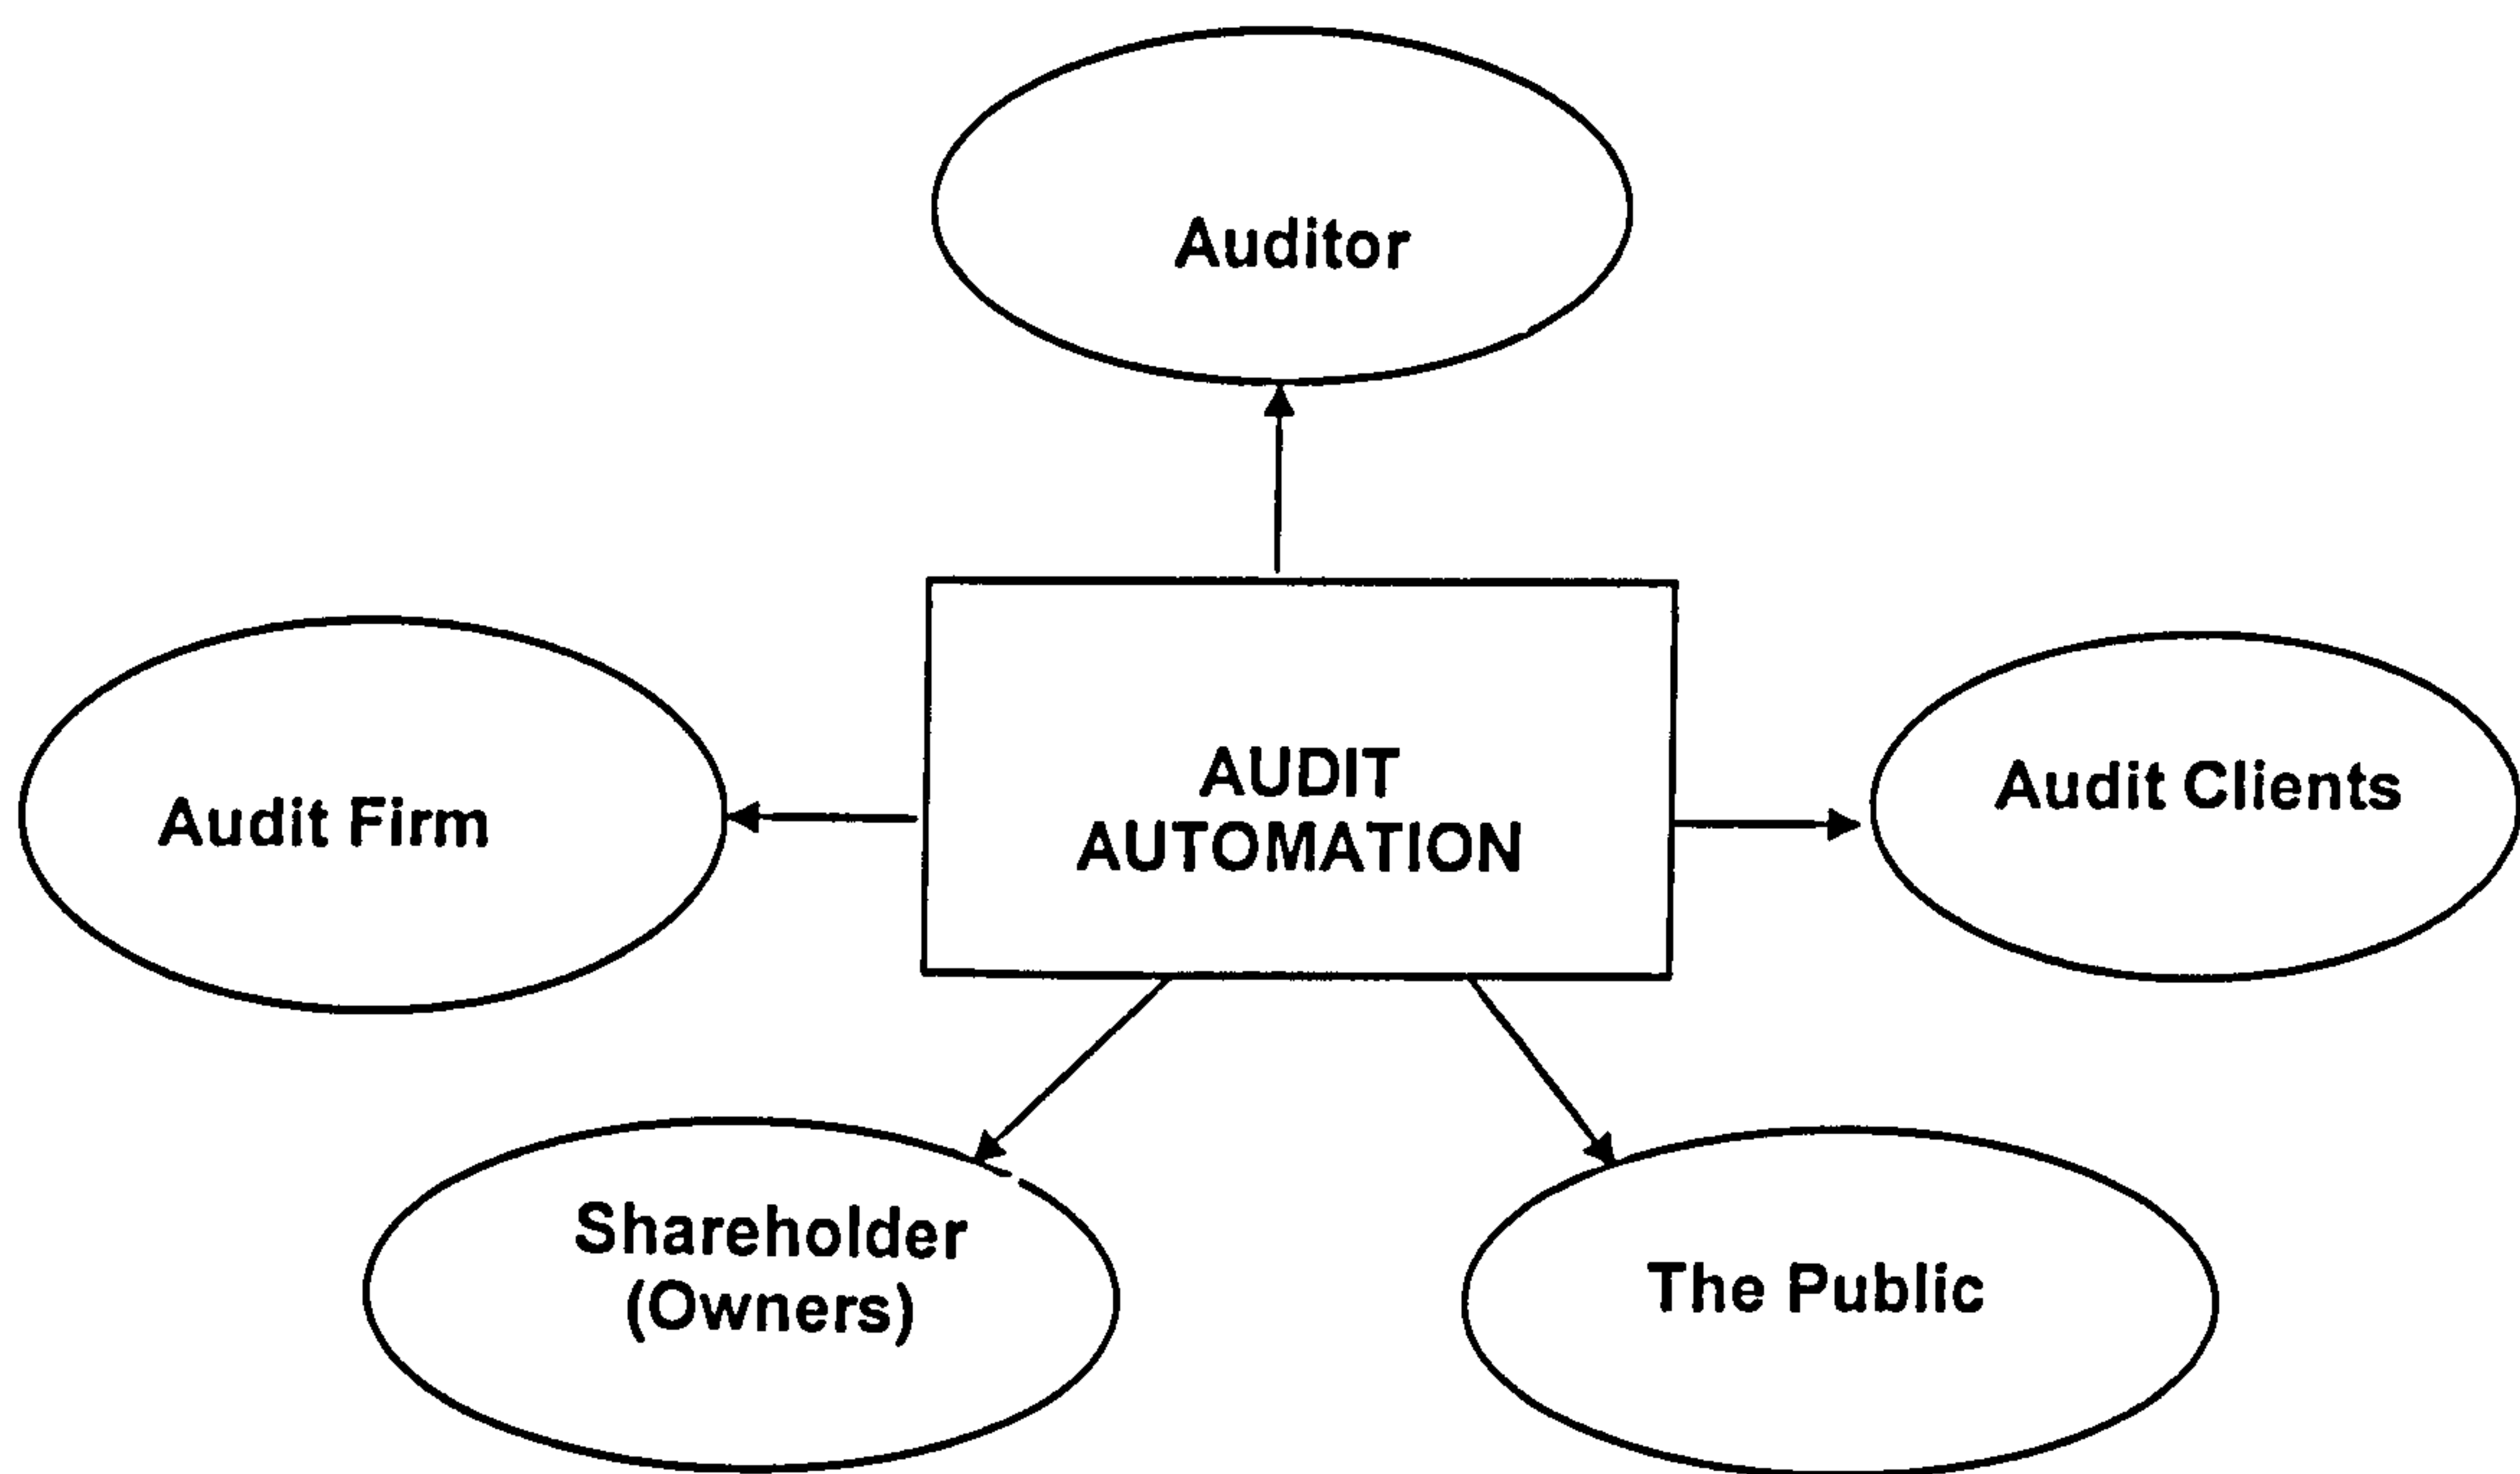 Auditor
AUDIT
AUTOMATION
Audit Firm
Audit Clients
Shareholder
(Owners)
The Public